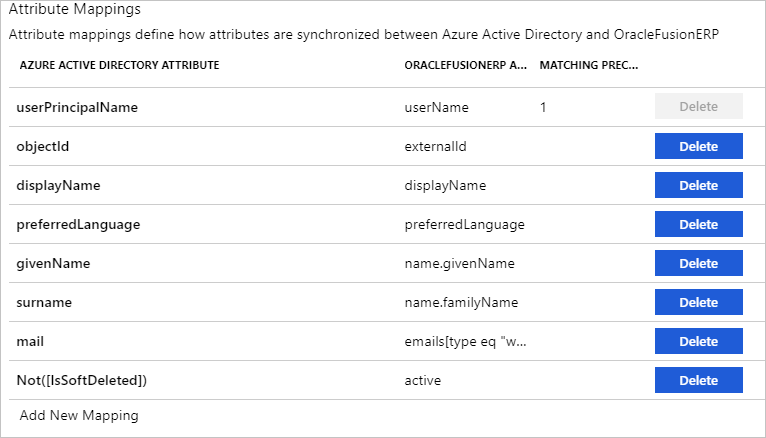 Attribute Mappings
Attribute mappings define how attributes are synchronized between Azure Active Directory and OracleFusionERP
AZURE ACTIVE DIRECTORY ATTRIBUTE ORACLEFUSIONERP A... MATCHING PREC...
userPrincipalName userName 1 Delete
objectId externalId Delete
displayName displayName Delete
preferredLanguage preferredLanguage Delete
givenName name.givenName Delete
surname name.familyName Delete
mail emails[type eq "w... Delete
Not([IsSoftDeleted]) active Delete
Add New Mapping